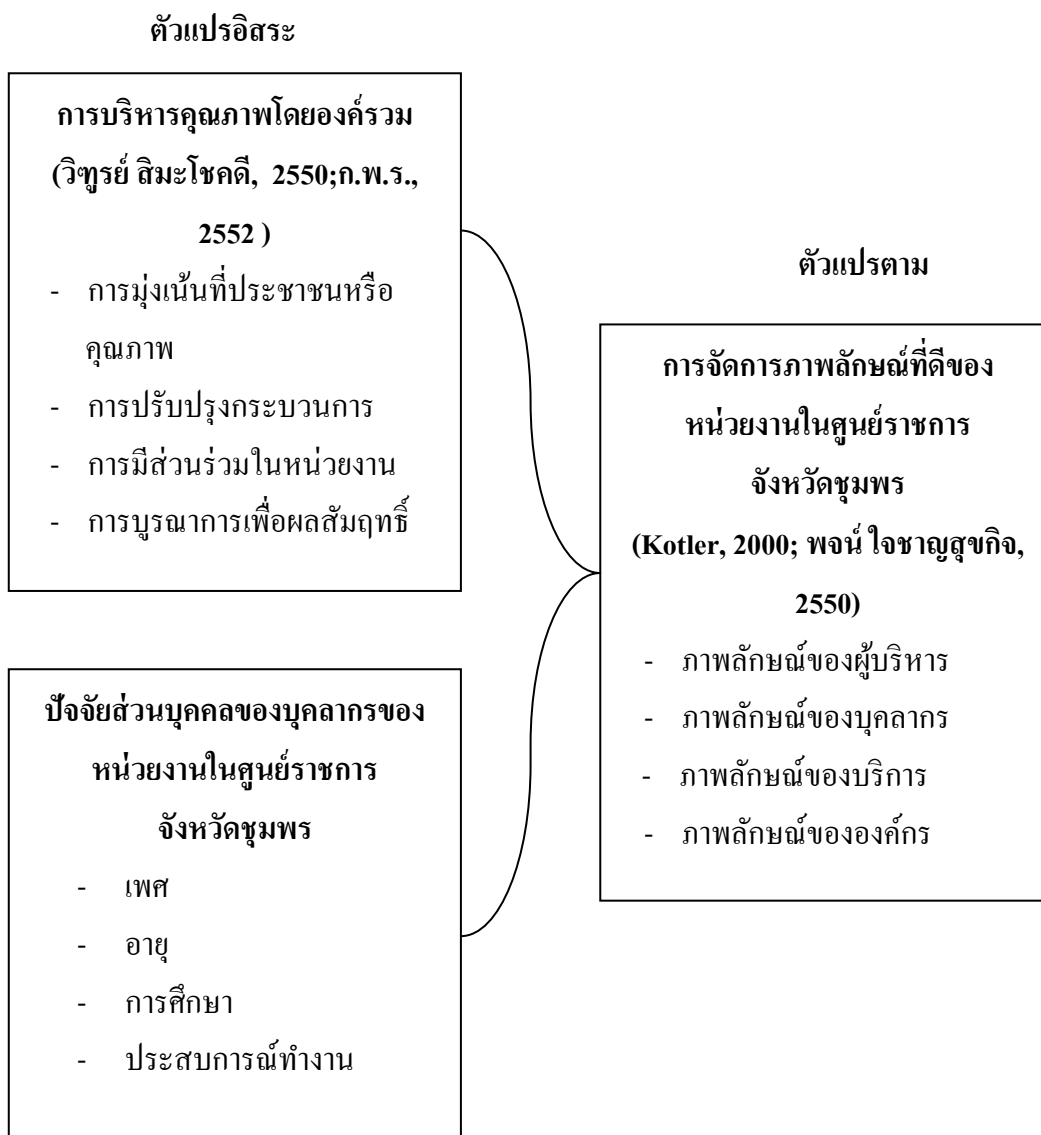 ตัวแปรอิสระ
การบริหารคุณภาพโดยองค์รวม
(วิฑูรย์ สิมะโชคดี, 2550;ก.พ.ร.,
2552 )
- การมุ่งเน้นที่ประชาชนหรือ
คุณภาพ
- การปรับปรุงกระบวนการ
- การมีส่วนร่วมในหน่วยงาน
- การบูรณาการเพื่อผลสัมฤทธิ์
ปัจจัยส่วนบุคคลของบุคลากรของ
หน่วยงานในศูนย์ราชการ
จังหวัดชุมพร
- เพศ
- อายุ
- การศึกษา
- ประสบการณ์ทำงาน
ตัวแปรตาม
การจัดการภาพลักษณ์ที่ดีของ
หน่วยงานในศูนย์ราชการ
จังหวัดชุมพร
(Kotler, 2000; พจน์ ใจชาญสุขกิจ,
2550)
- ภาพลักษณ์ของผู้บริหาร
- ภาพลักษณ์ของบุคลากร
- ภาพลักษณ์ของบริการ
- ภาพลักษณ์ขององค์กร